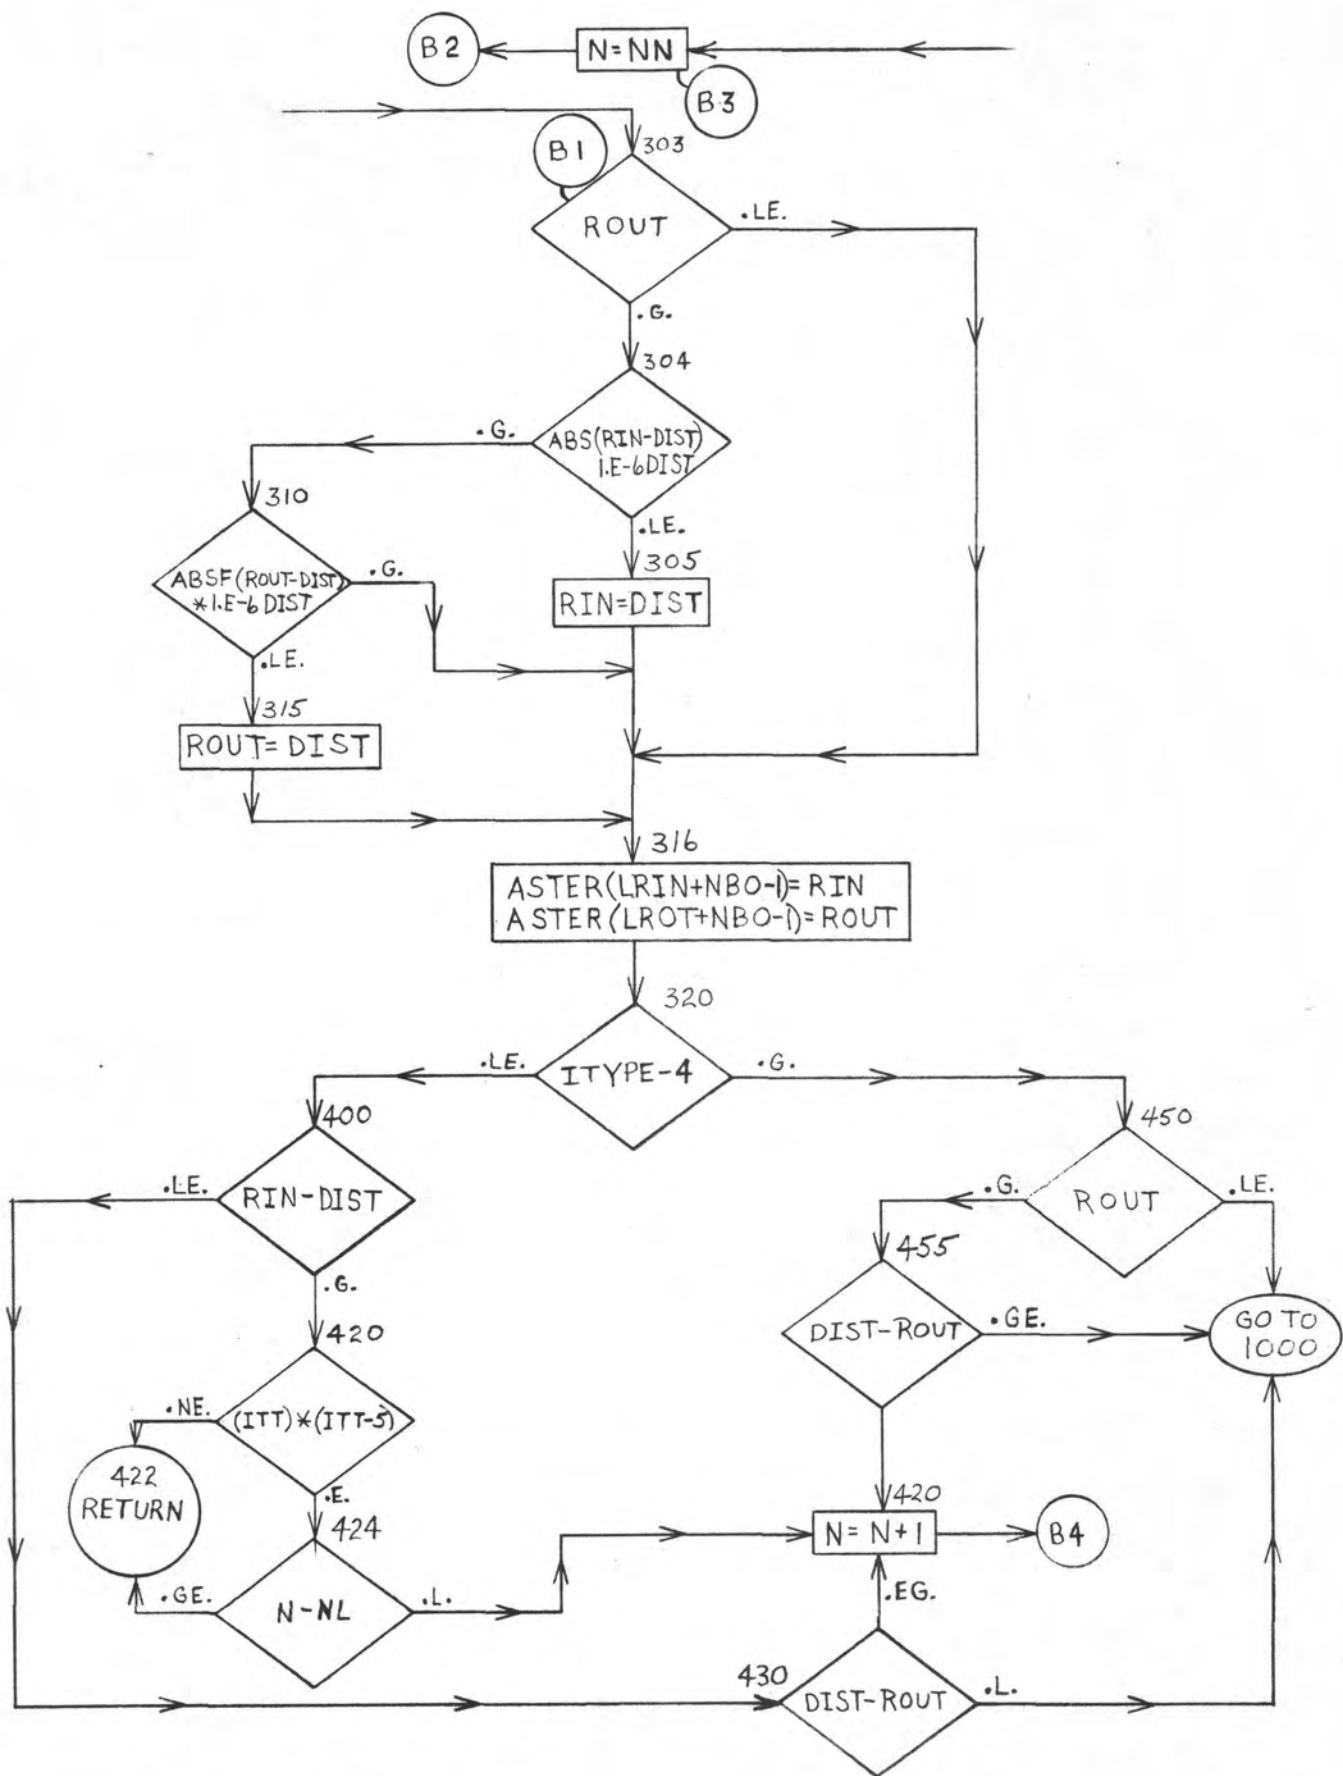 B2
N=NN
B3
B1
303
ROUT
.LE.
.G.
304
.G.
ABS(RIN-DIST)
1.E-6DIST
310
.LE.
305
ABSF(ROUT-DIST)
*1.E-6 DIST
.G.
RIN=DIST
.LE.
315
ROUT=DIST
316
ASTER(LRIN+NBO-1)=RIN
ASTER(LROT+NBO-1)=ROUT
320
.LE.
ITYPE-4
.G.
400
450
.LE.
RIN-DIST
.G.
ROUT
.LE.
455
.G.
420
DIST-ROUT
.GE.
GO TO
1000
.NE.
(ITT)*(ITT-5)
422
RETURN
.E.
424
420
N=N+1
B4
.GE.
N-NL
.L.
.EG.
430
DIST-ROUT
.L.